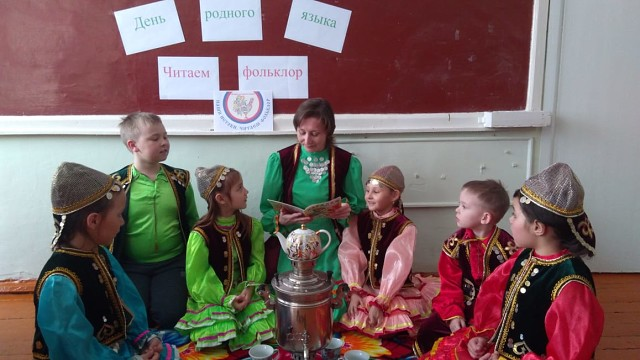 День родного языка
Читаем фольклор